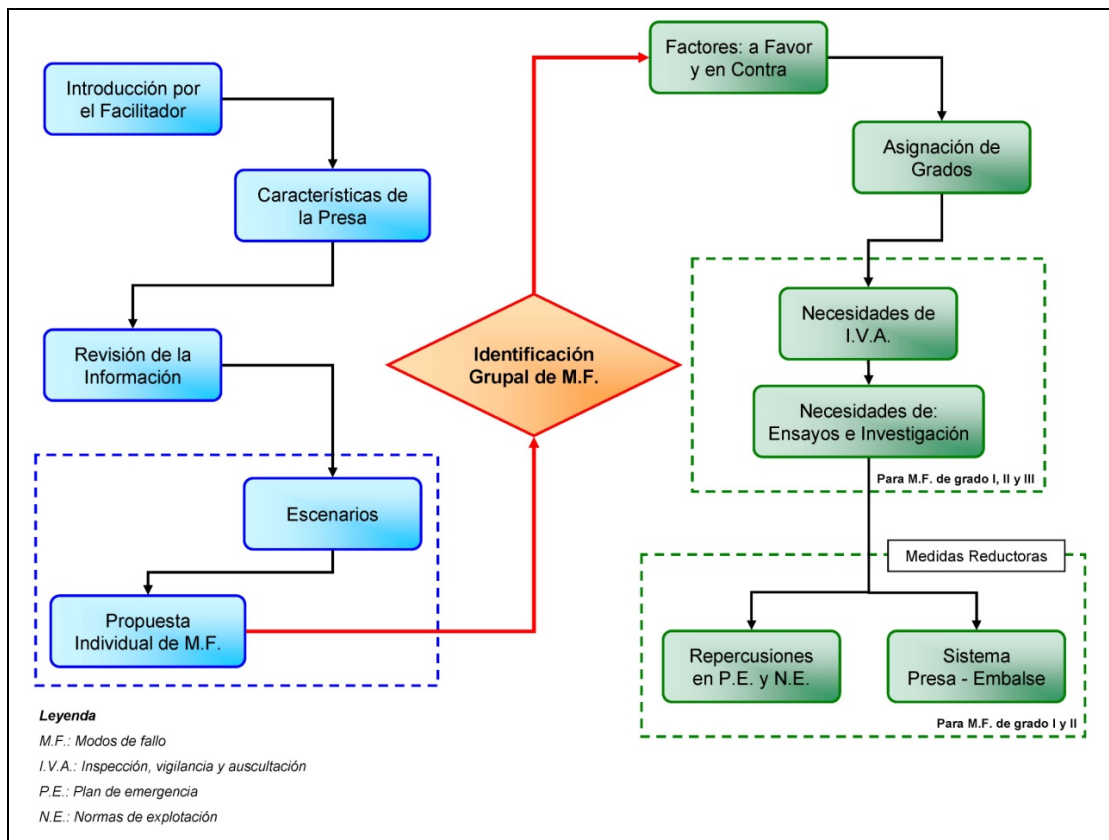 Introducción por
el Facilitador
Características de
la Presa
Revisión de la
Información
Escenarios
Propuesta
Individual de M.F.
Identificación
Grupal de M.F.
Factores: a Favor
y en Contra
Asignación de
Grados
Necesidades de
I.V.A.
Necesidades de:
Ensayos e Investigación
Para M.F. de grado I, II y III
Medidas Reductoras
Repercusiones
en P.E. y N.E.
Sistema
Presa - Embalse
Para M.F. de grado I y II
Leyenda
M.F.: Modos de fallo
I.V.A.: Inspección, vigilancia y auscultación
P.E.: Plan de emergencia
N.E.: Normas de explotación